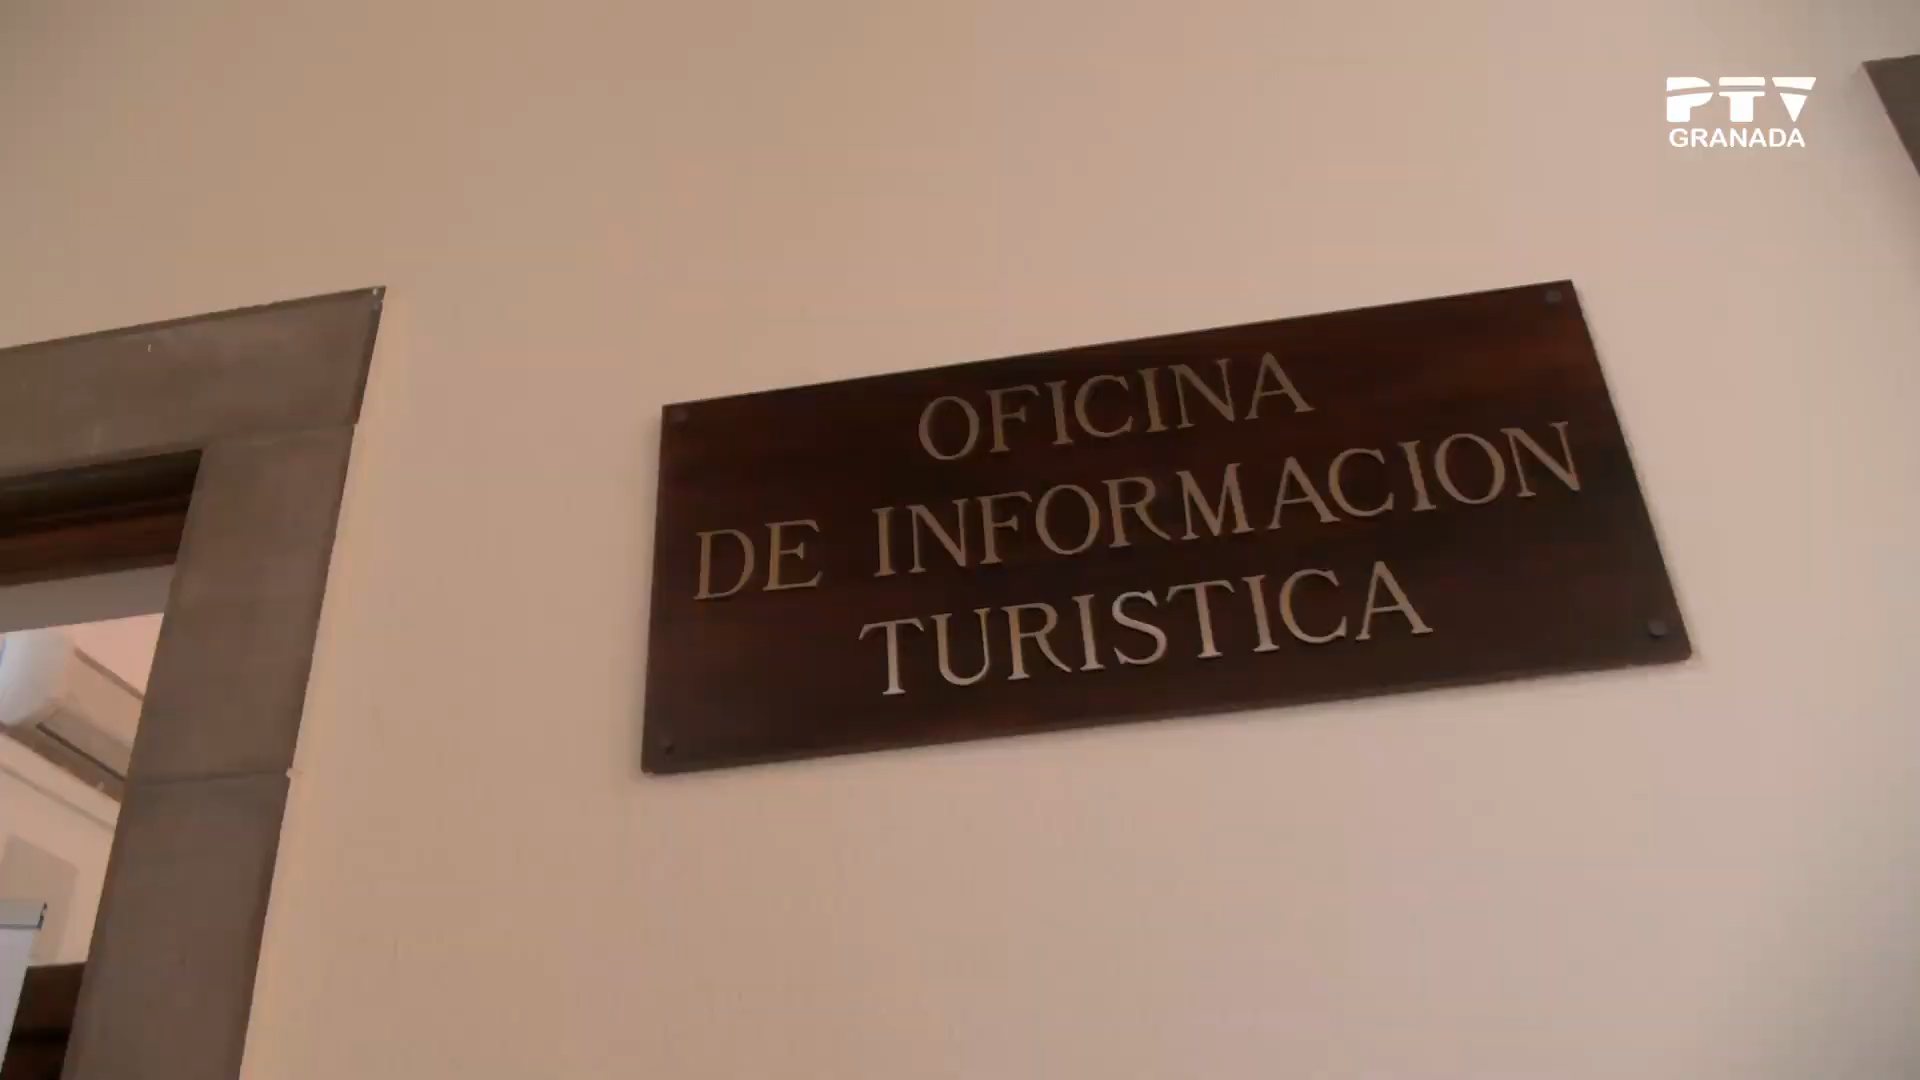 PTV
GRANADA
OFICINA
DE INFORMACION
TURISTICA